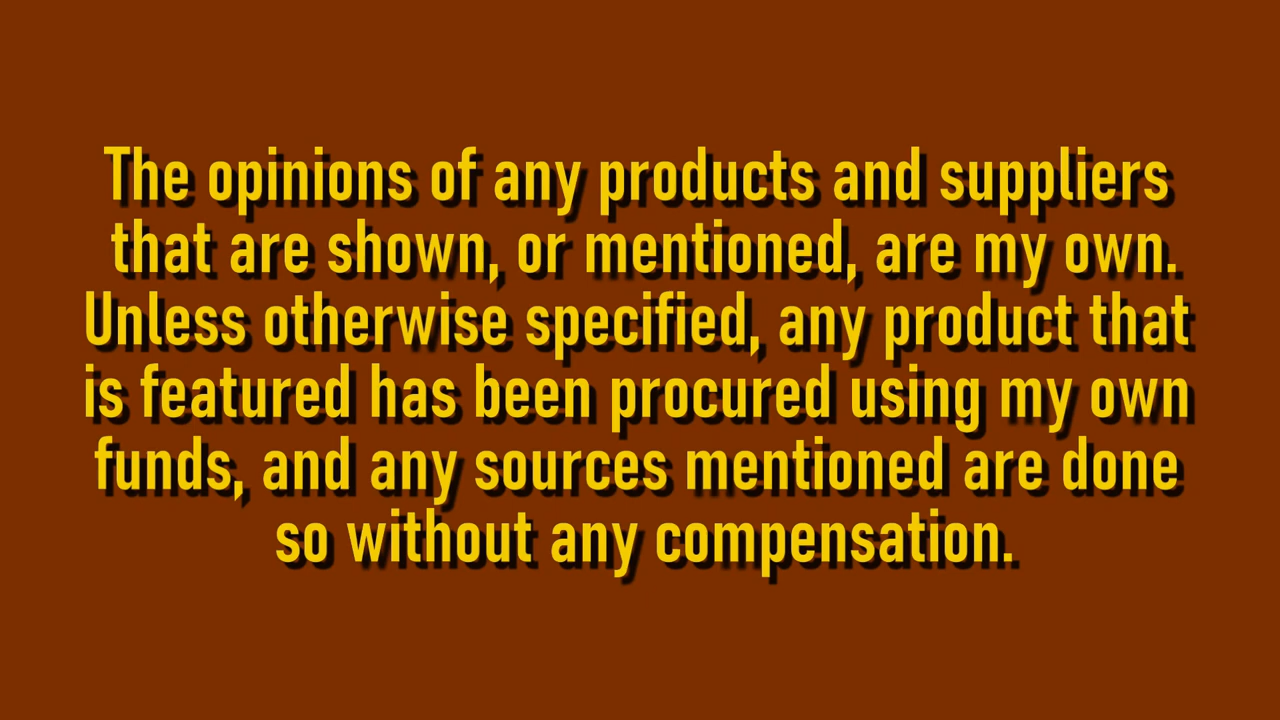 The opinions of any products and suppliers
that are shown, or mentioned, are my own.
Unless otherwise specified, any product that
is featured has been procured using my own
funds, and any sources mentioned are done
so without any compensation.